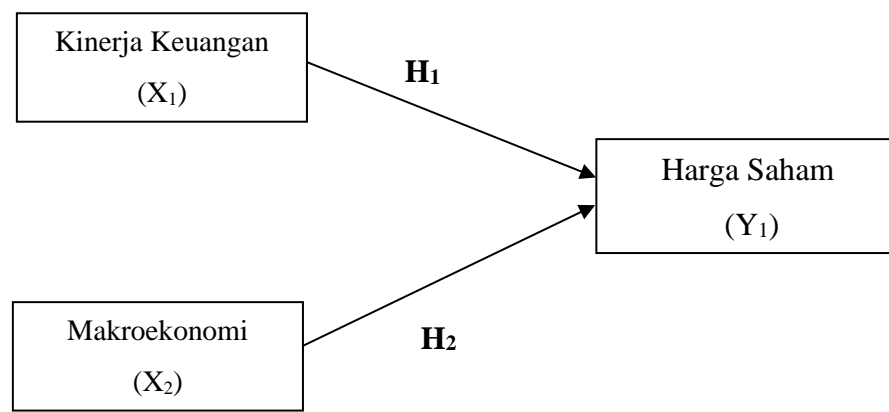 Kinerja Keuangan
(X₁)
H₁
Harga Saham
(Y₁)
Makroekonomi
(X₂)
H₂